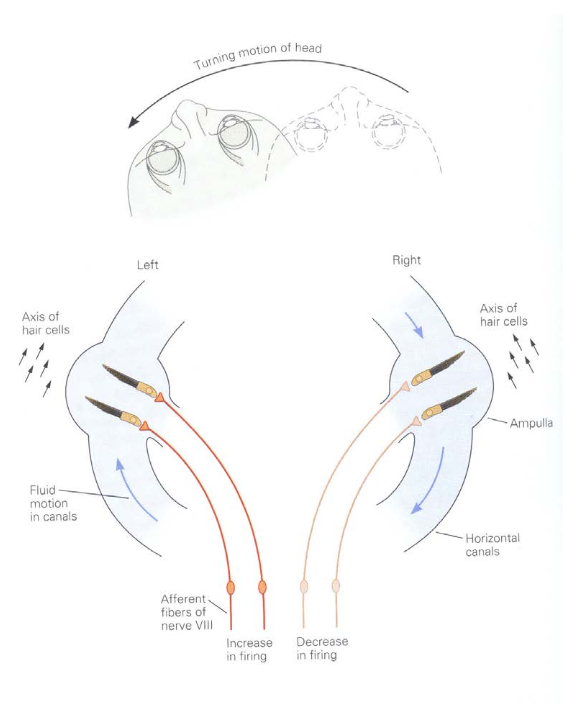 Turning motion of head
Left
Right
Axis of
hair cells
Axis of
hair cells
Ampulla
Fluid
motion
in canals
Horizontal
canals
Afferent
fibers of
nerve VIII
Increase
in firing
Decrease
in firing